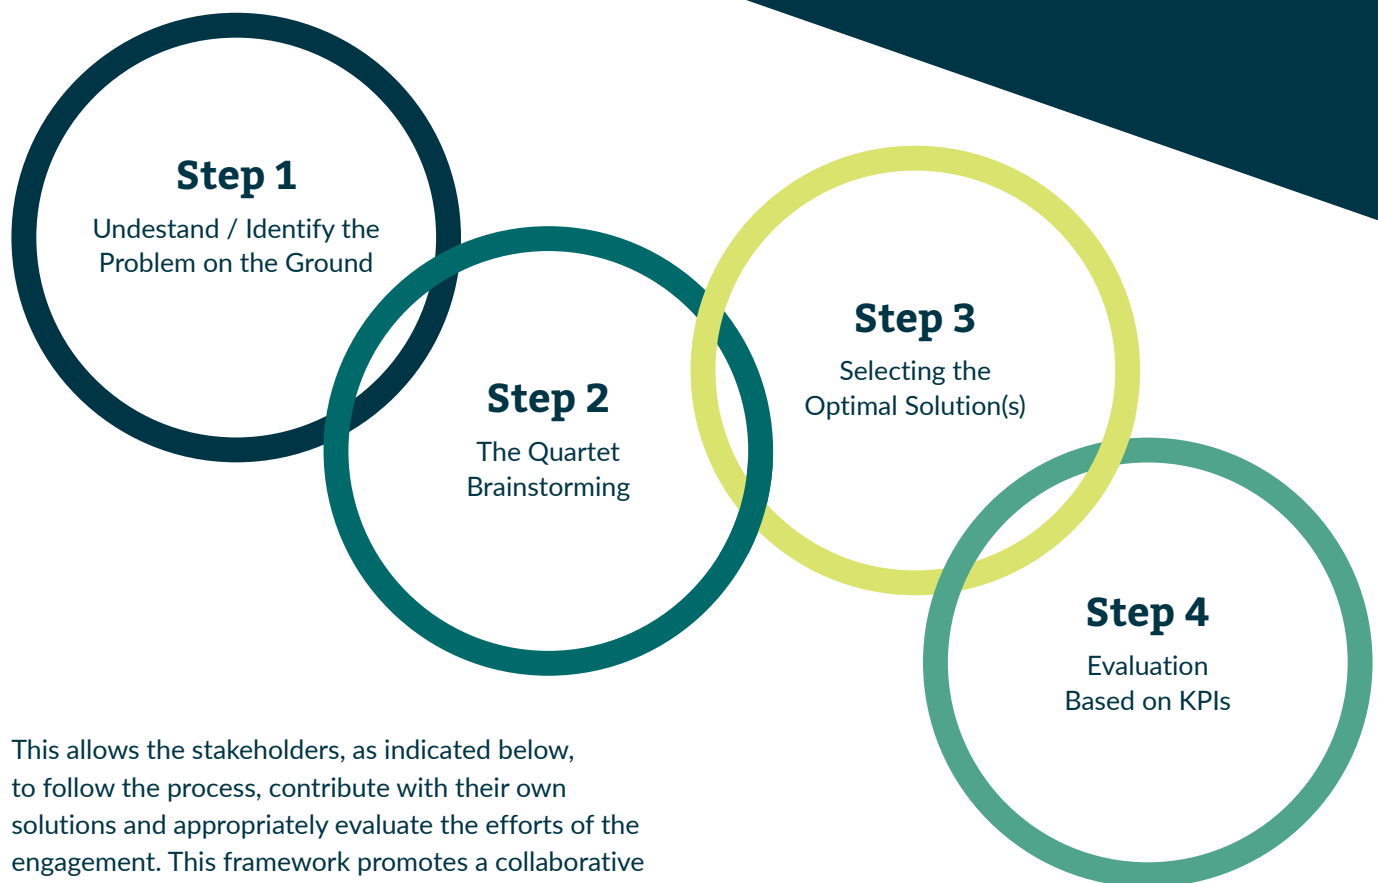 Step 1
Undestand / Identify the
Problem on the Ground
Step 2
The Quartet
Brainstorming
Step 3
Selecting the
Optimal Solution(s)
Step 4
Evaluation
Based on KPIs
This allows the stakeholders, as indicated below,
to follow the process, contribute with their own
solutions and appropriately evaluate the efforts of the
engagement. This framework promotes a collaborative